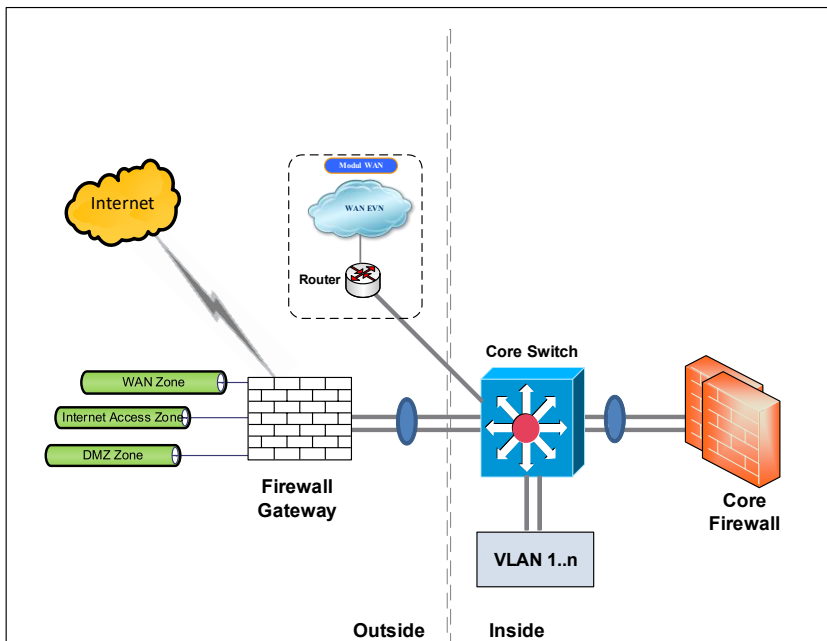 Modul WAN
WAN EVN
Internet
Router
Core Switch
WAN Zone
Internet Access Zone
DMZ Zone
Firewall
Gateway
Core
Firewall
VLAN 1..n
Outside
Inside